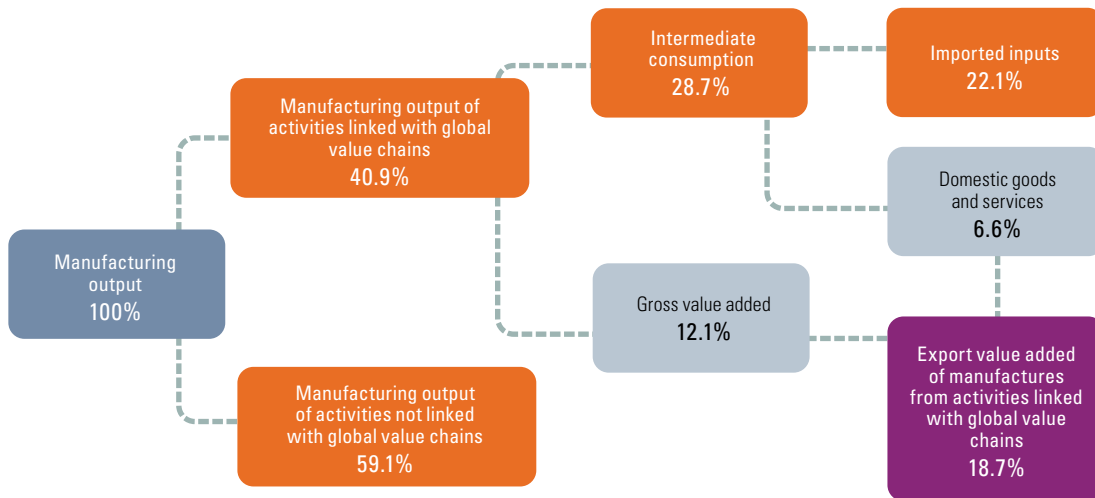 Manufacturing
output
100%
Manufacturing output of
activities linked with global
value chains
40.9%
Manufacturing output
of activities not linked
with global value chains
59.1%
Intermediate
consumption
28.7%
Gross value added
12.1%
Imported inputs
22.1%
Domestic goods
and services
6.6%
Export value added
of manufactures
from activities linked
with global value
chains
18.7%